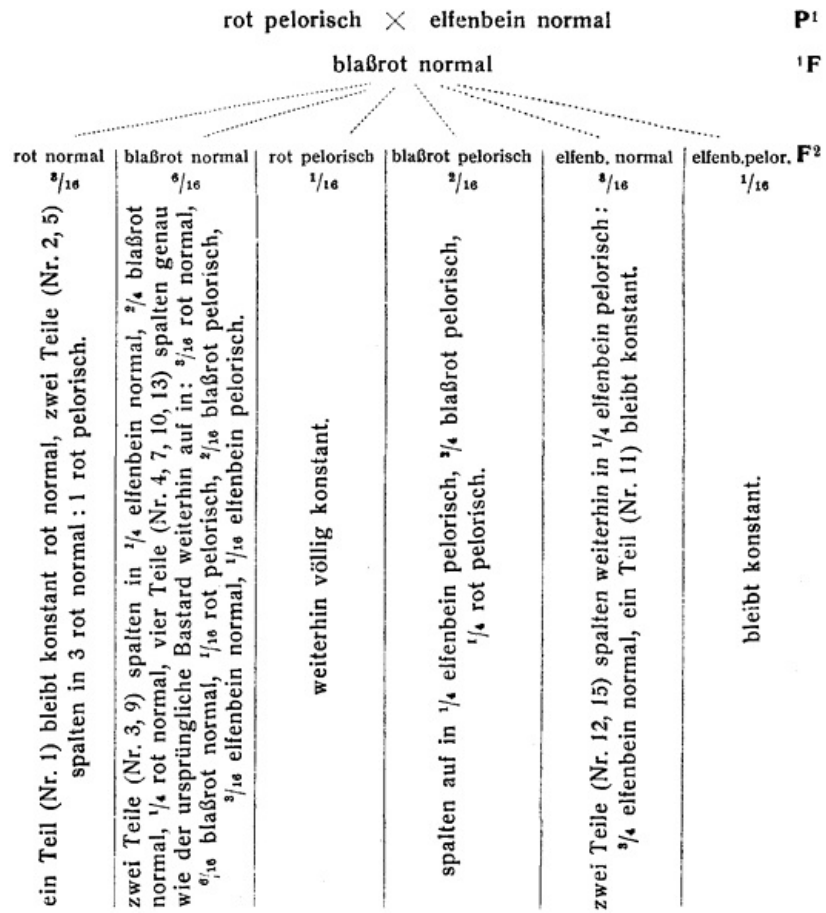 rot pelorisch × elfenbein normal P¹
blaßrot normal ¹F
rot normal blaßrot normal rot pelorisch blaßrot pelorisch elfenb. normal elfenb.pelor. F²
³/₁₆ ⁶/₁₆ ¹/₁₆ ²/₁₆ ³/₁₆ ¹/₁₆
ein Teil (Nr. 1) bleibt konstant rot normal, zwei Teile (Nr. 2, 5)
spalten in 3 rot normal : 1 rot pelorisch.
zwei Teile (Nr. 3, 9) spalten in ¹/₄ elfenbein normal, ²/₄ blaßrot
normal, ¹/₄ rot normal, vier Teile (Nr. 4, 7, 10, 13) spalten genau
wie der ursprüngliche Bastard weiterhin auf in: ³/₁₆ rot normal,
⁶/₁₆ blaßrot normal, ¹/₁₆ rot pelorisch, ²/₁₆ blaßrot pelorisch,
³/₁₆ elfenbein normal, ¹/₁₆ elfenbein pelorisch.
weiterhin völlig konstant.
spalten auf in ¹/₄ elfenbein pelorisch, ²/₄ blaßrot pelorisch,
¹/₄ rot pelorisch.
zwei Teile (Nr. 12, 15) spalten weiterhin in ¹/₄ elfenbein pelorisch :
³/₄ elfenbein normal, ein Teil (Nr. 11) bleibt konstant.
bleibt konstant.